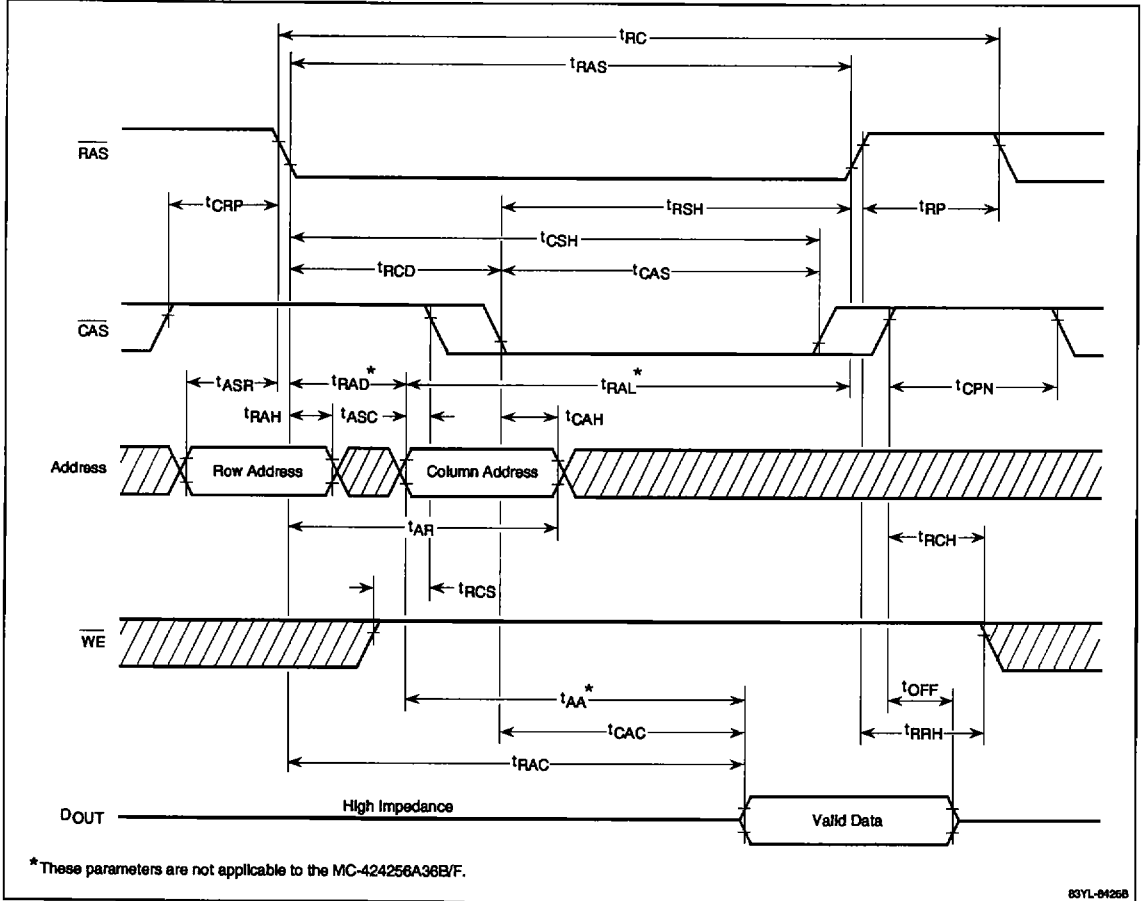 tRC
tRAS
RAS
tCRP
tRSH
tRP
tCSH
tRCD
tCAS
CAS
tASR
tRAD*
tRAL*
tCPN
tRAH
tASC
tCAH
Address
Row Address
Column Address
tAR
tRCH
tRCS
WE
tAA*
tOFF
tCAC
tRRH
tRAC
DOUT
High Impedance
Valid Data
*These parameters are not applicable to the MC-424256A36B/F.
83YL-8426B